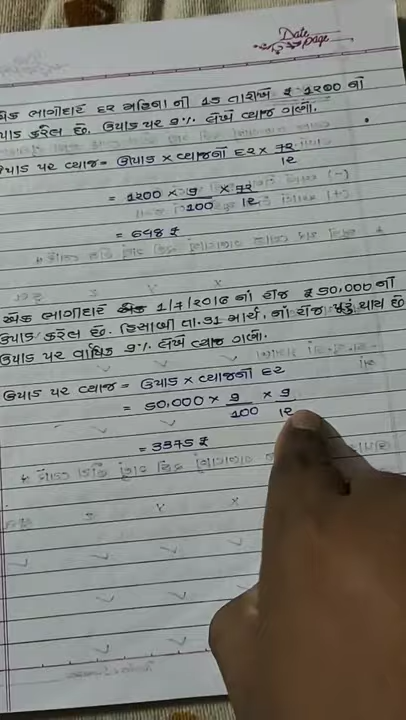 Date
page
એક ભાગીદારે દર મહિના ની 15 તારીખે ₹ 1200 નો
ઉપાડ કરેલ છે. ઉપાડ પર 9% લેખે વ્યાજ ગણો.
ઉપાડ પર વ્યાજ = ઉપાડ × વ્યાજનો દર × 72
12
= 1200 × 9 × 72
100 12
= 648 ₹
એક ભાગીદારે 1/7/2016 નાં રોજ ₹ 50,000 નો
ઉપાડ કરેલ છે. હિસાબી તા. 31 માર્ચ. નાં રોજ પૂરું થાય છે
ઉપાડ પર વાર્ષિક 9% લેખે વ્યાજ ગણો.
ઉપાડ પર વ્યાજ = ઉપાડ × વ્યાજનો દર
= 50,000 × 9 × 9
100 12
= 3375 ₹